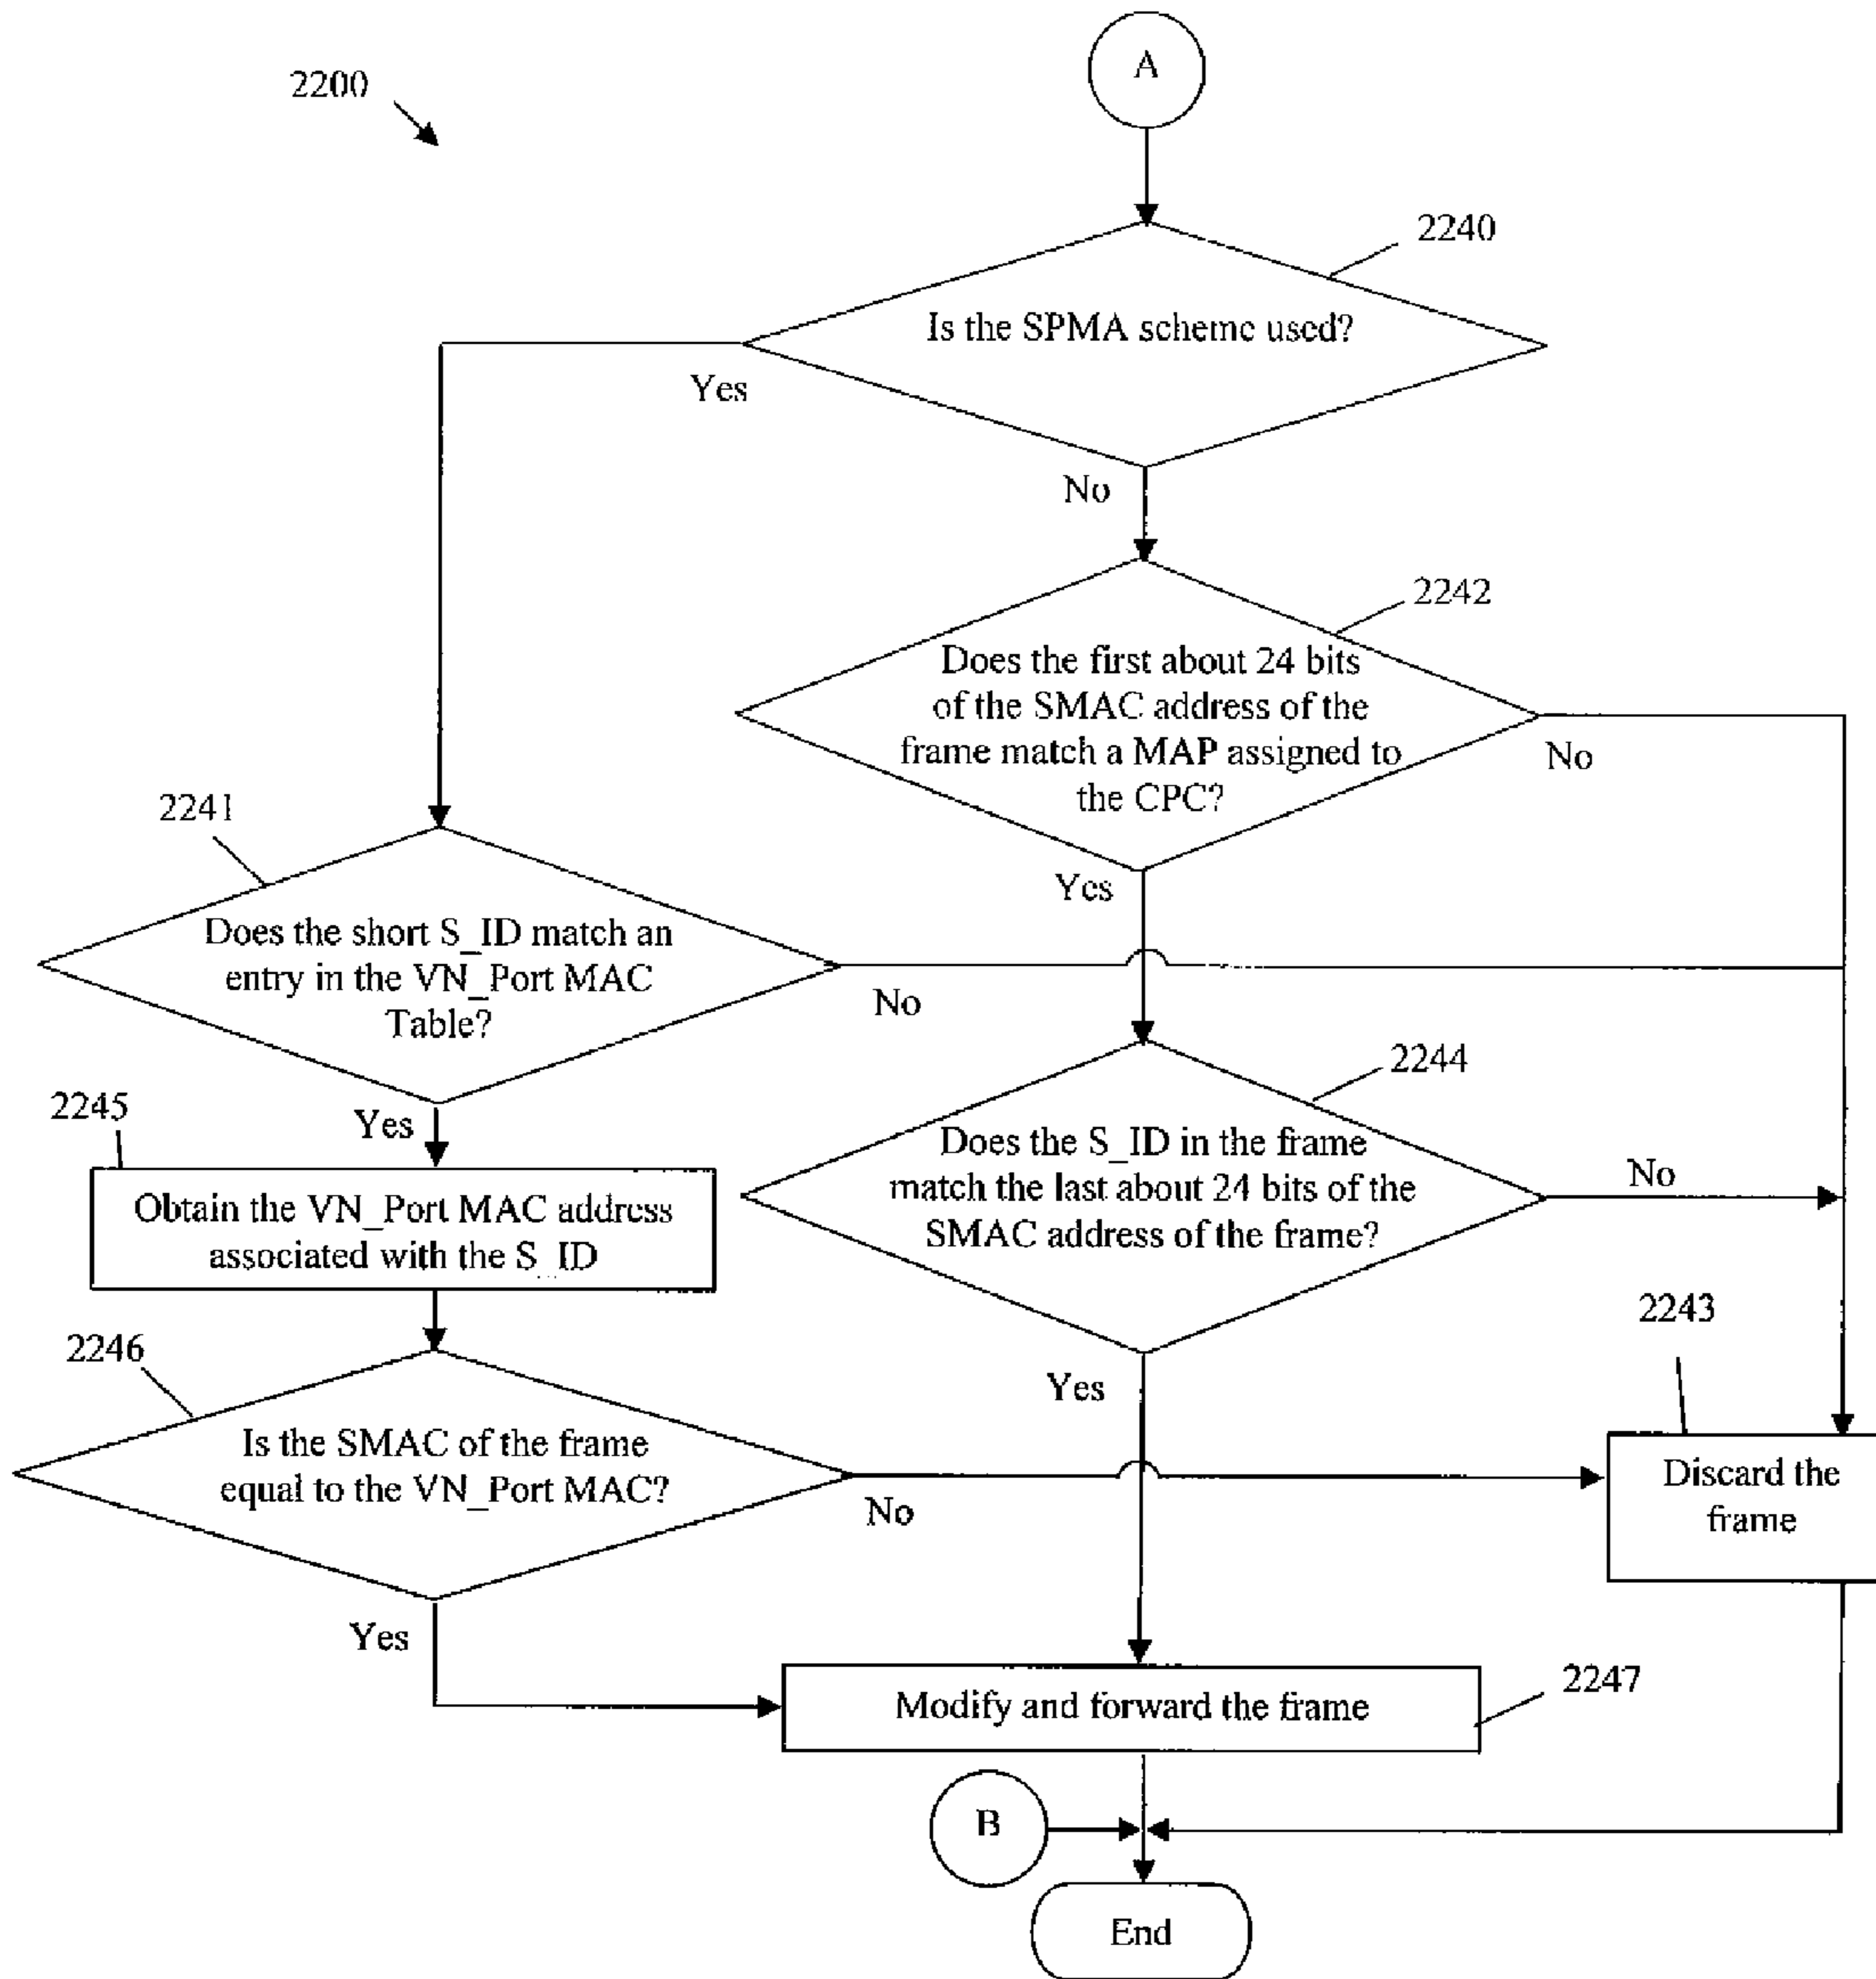 2200
A
2240
Is the SPMA scheme used?
Yes
No
2242
Does the first about 24 bits
of the SMAC address of the
frame match a MAP assigned to
the CPC?
No
Yes
2241
Does the short S_ID match an
entry in the VN_Port MAC
Table?
No
Yes
2244
Does the S_ID in the frame
match the last about 24 bits of the
SMAC address of the frame?
No
Yes
2245
Obtain the VN_Port MAC address
associated with the S_ID
2243
Discard the
frame
2246
Is the SMAC of the frame
equal to the VN_Port MAC?
No
Yes
Modify and forward the frame
2247
B
End